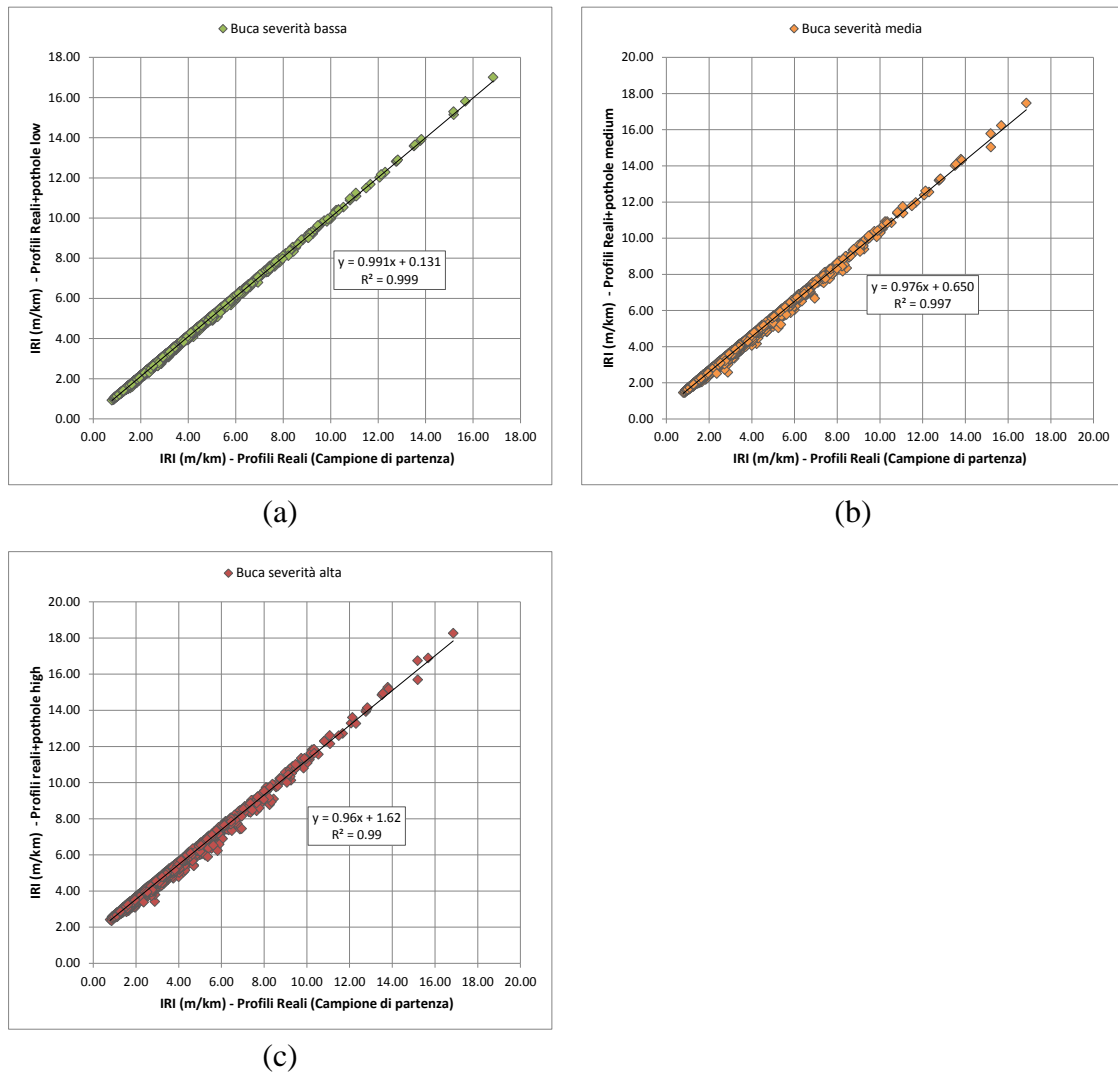 Buca severità bassa
18.00
16.00
14.00
12.00
10.00
8.00
6.00
4.00
2.00
0.00
IRI (m/km) - Profili Reali+pothole low
y = 0.991x + 0.131
R² = 0.999
0.00 2.00 4.00 6.00 8.00 10.00 12.00 14.00 16.00 18.00
IRI (m/km) - Profili Reali (Campione di partenza)
(a)
Buca severità media
20.00
18.00
16.00
14.00
12.00
10.00
8.00
6.00
4.00
2.00
0.00
IRI (m/km) - Profili Reali+pothole medium
y = 0.976x + 0.650
R² = 0.997
0.00 2.00 4.00 6.00 8.00 10.00 12.00 14.00 16.00 18.00 20.00
IRI (m/km) - Profili Reali (Campione di partenza)
(b)
Buca severità alta
20.00
18.00
16.00
14.00
12.00
10.00
8.00
6.00
4.00
2.00
0.00
IRI (m/km) - Profili reali+pothole high
y = 0.96x + 1.62
R² = 0.99
0.00 2.00 4.00 6.00 8.00 10.00 12.00 14.00 16.00 18.00 20.00
IRI (m/km) - Profili Reali (Campione di partenza)
(c)